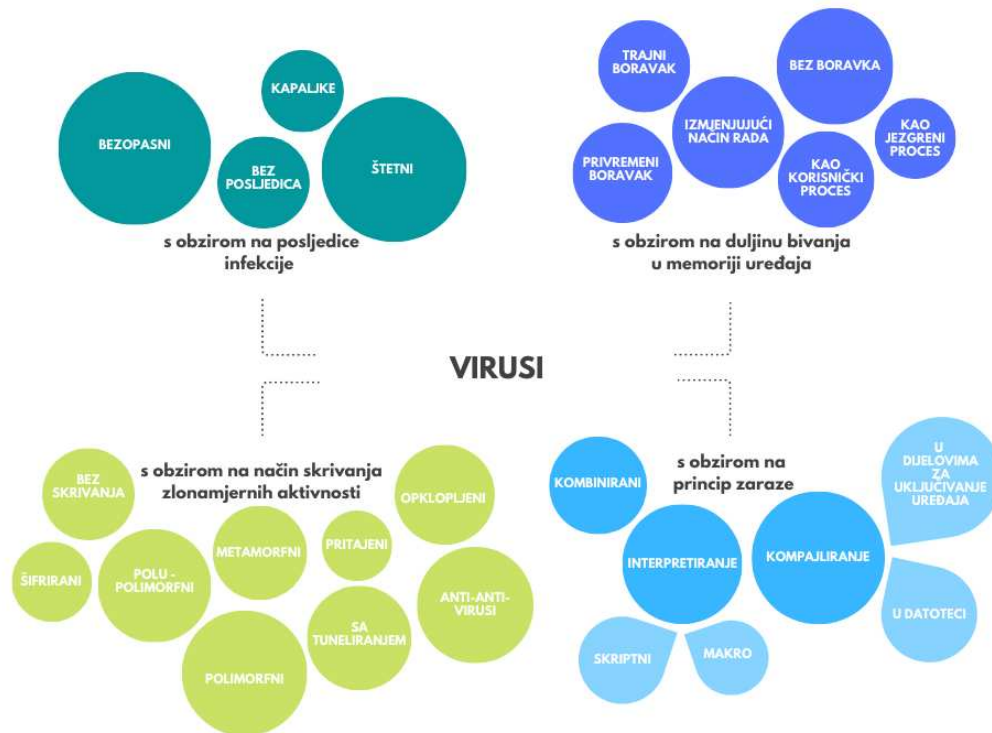 BEZOPASNI
KAPALJKE
BEZ
POSLJEDICA
ŠTETNI
s obzirom na posljedice
infekcije
TRAJNI
BORAVAK
BEZ BORAVKA
PRIVREMENI
BORAVAK
IZMJENJUJUĆI
NAČIN RADA
KAO
KORISNIČKI
PROCES
KAO
JEZGRENI
PROCES
s obzirom na duljinu bivanja
u memoriji uređaja
VIRUSI
s obzirom na način skrivanja
zlonamjernih aktivnosti
BEZ
SKRIVANJA
OPKLOPLJENI
ŠIFRIRANI
POLU -
POLIMORFNI
METAMORFNI
PRITAJENI
POLIMORFNI
SA
TUNELIRANJEM
ANTI-ANTI-
VIRUSI
s obzirom na
princip zaraze
KOMBINIRANI
INTERPRETIRANJE
KOMPAJLIRANJE
U
DIJELOVIMA
ZA
UKLJUČIVANJE
UREĐAJA
U DATOTECI
SKRIPTNI
MAKRO